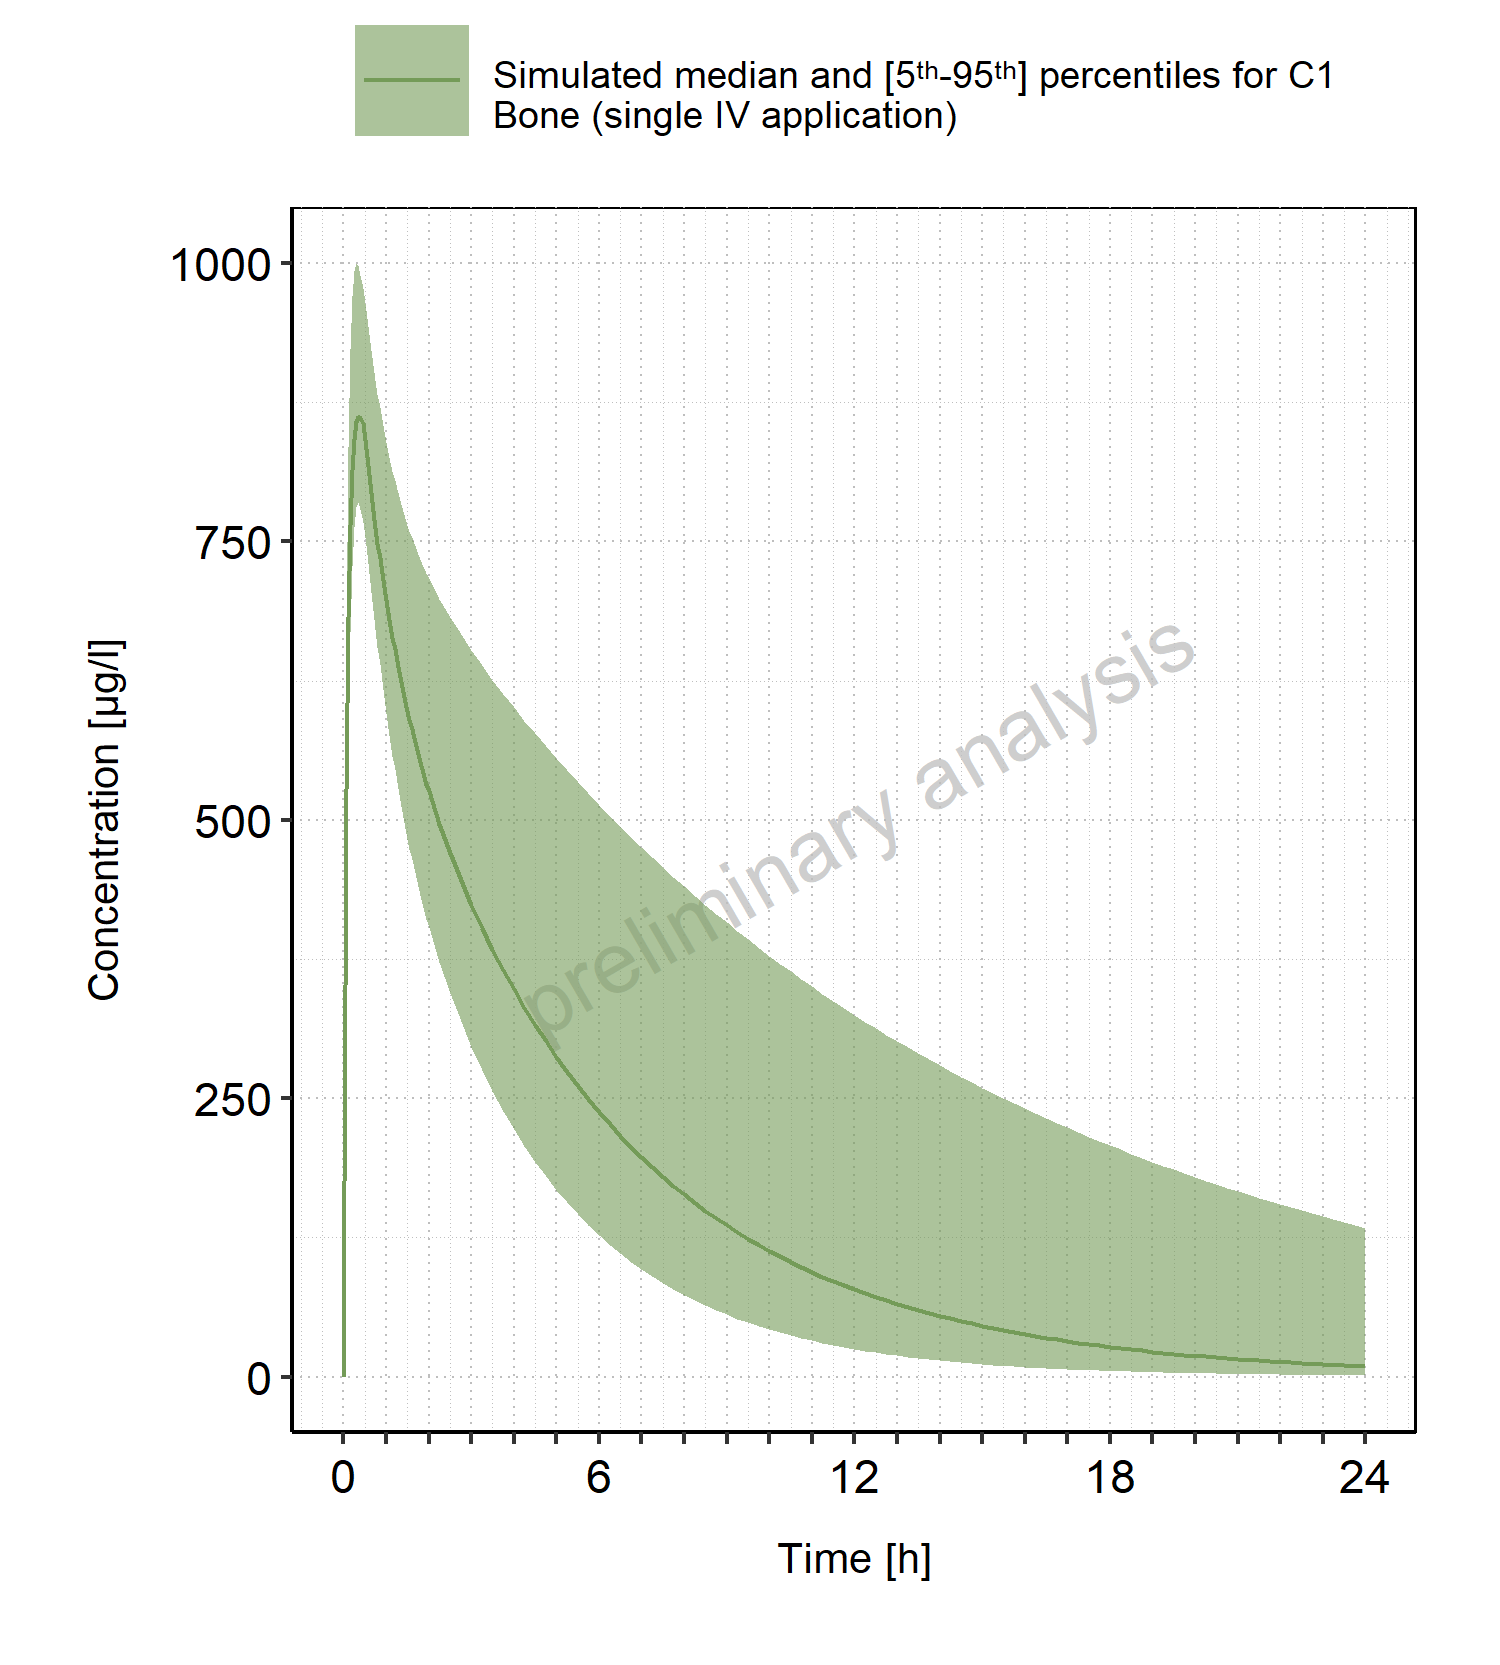 Simulated median and [5th-95th] percentiles for C1
Bone (single IV application)
1000
750
500
250
0
Concentration [µg/l]
preliminary analysis
0 6 12 18 24
Time [h]